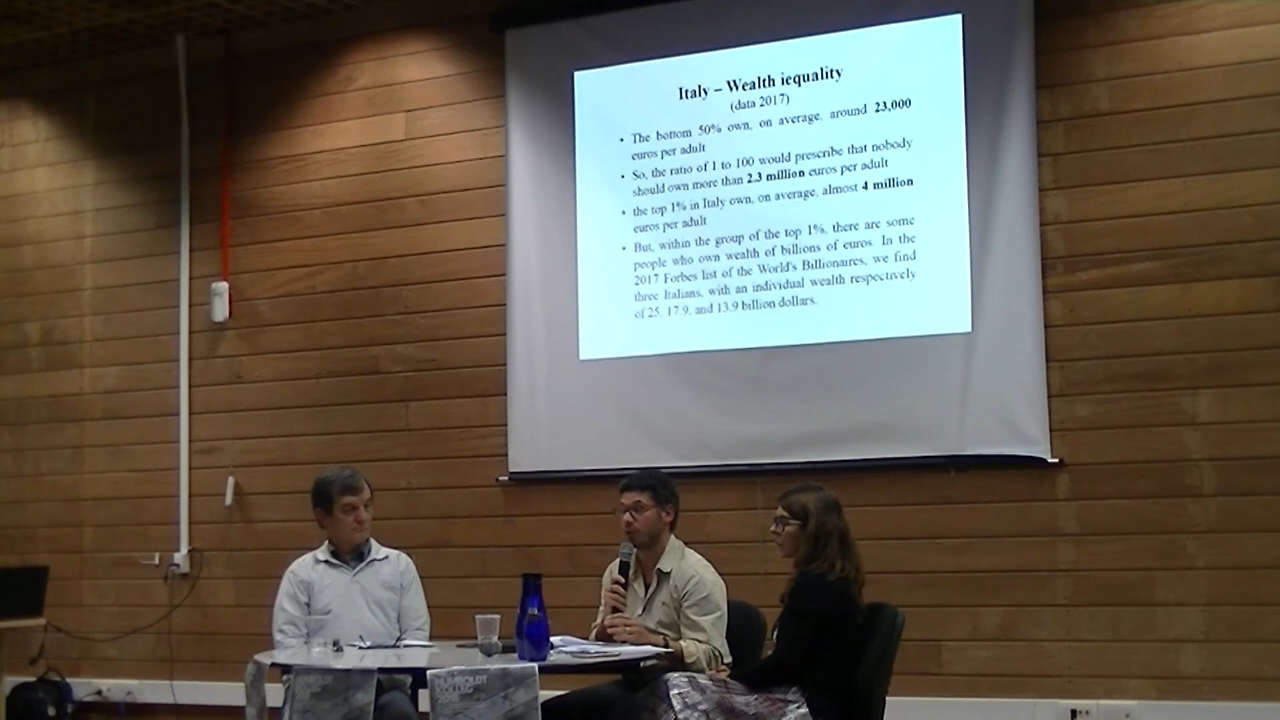 Italy – Wealth iequality
(data 2017)
• The bottom 50% own, on average, around 23,000
euros per adult
• So, the ratio of 1 to 100 would prescribe that nobody
should own more than 2.3 million euros per adult
• the top 1% in Italy own, on average, almost 4 million
euros per adult
• But, within the group of the top 1%, there are some
people who own wealth of billions of euros. In the
2017 Forbes list of the World's Billionaires, we find
three Italians, with an individual wealth respectively
of 25, 17.9, and 13.9 billion dollars.
HUMBOLDT
HUMBOLDT
KOLLEG